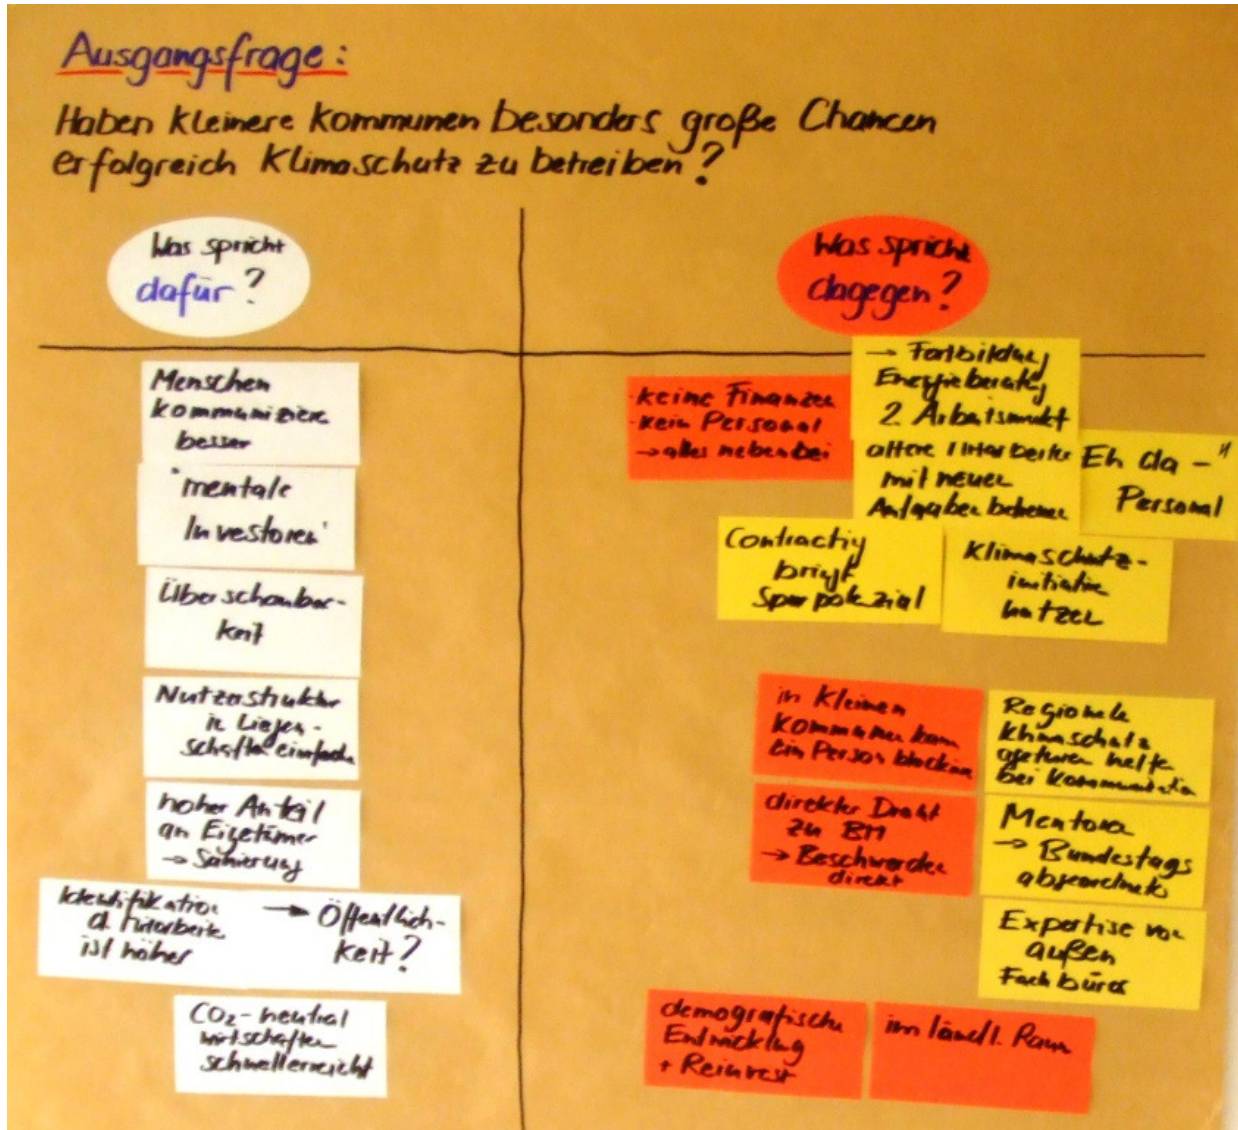 Ausgangsfrage:
Haben kleinere Kommunen besonders große Chancen
erfolgreich Klimaschutz zu betreiben?
Was spricht
dafür?
Menschen
kommunizieren
besser
"mentale
Investoren"
Überschaubar-
keit
Nutzerstruktur
in Liegen-
schaften einfacher
hoher Anteil
an Eigetümer
→ Sanierung
Identifikation
d. Mitarbeiter
ist höher
→ Öffentlich-
keit?
CO₂-neutral
wirtschaften
schnell erreicht
Was spricht
dagegen?
· keine Finanzen
· kein Personal
→ alles nebenbei
→ Fortbildung
Energieberatung
2. Arbeitsmarkt
ältere Mitarbeiter
mit neuen
Aufgaben betrauen
Eh da-"
Personal
Contracting
bringt
Sparpotenzial
Klimaschutz-
initiative
nutzen
in kleinen
Kommunen kann
ein Person blockieren
Regionale
Klimaschutz
agenturen helfen
bei Kommunikation
direkter Draht
zu BM
→ Beschwerden
direkt
Mentoren
→ Bundestags
abgeordnete
Expertise von
außen
Fachbüros
demografische
Entwicklung
+ Reinvest
im ländl. Raum